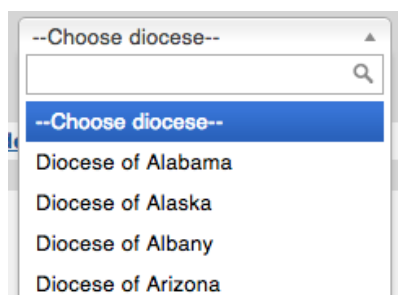 --Choose diocese--
--Choose diocese--
Diocese of Alabama
Diocese of Alaska
Diocese of Albany
Diocese of Arizona